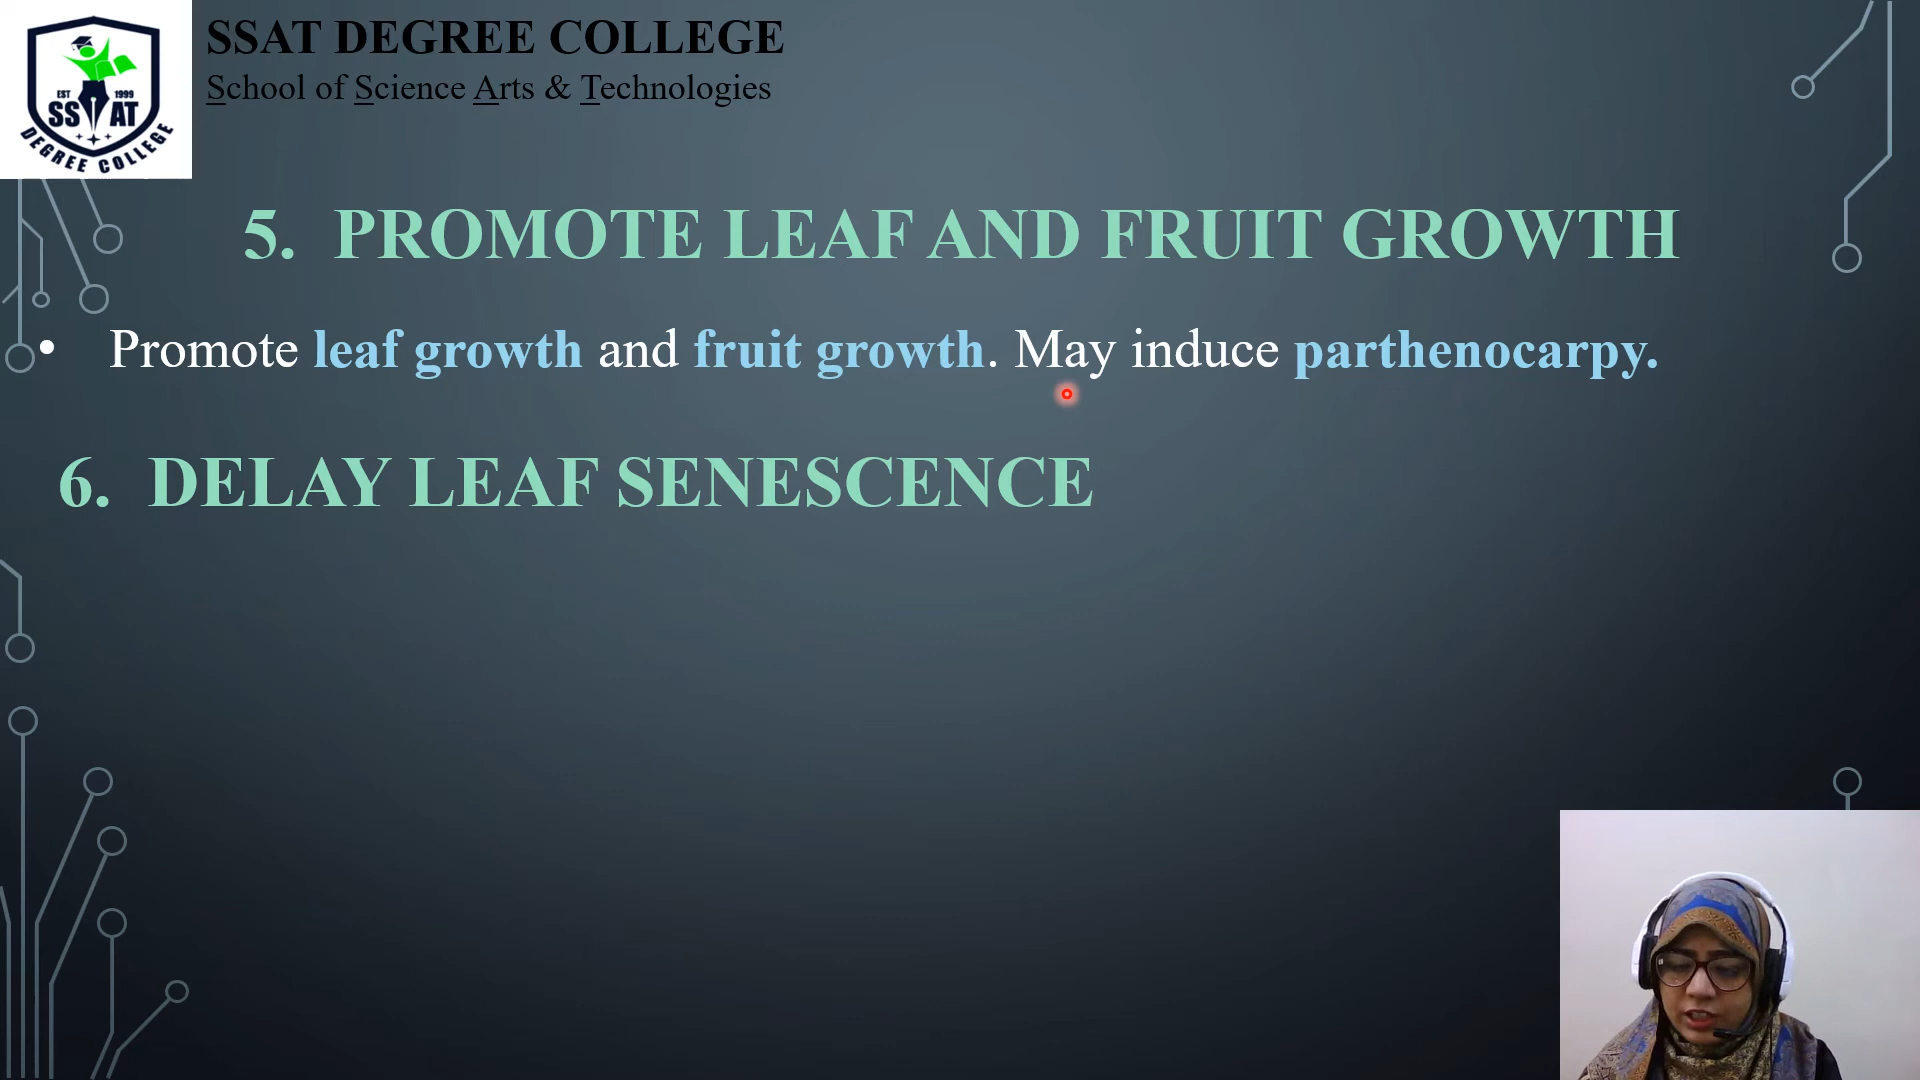 SSAT DEGREE COLLEGE
School of Science Arts & Technologies
EST 1999
SS AT
DEGREE COLLEGE
5. PROMOTE LEAF AND FRUIT GROWTH
• Promote leaf growth and fruit growth. May induce parthenocarpy.
6. DELAY LEAF SENESCENCE